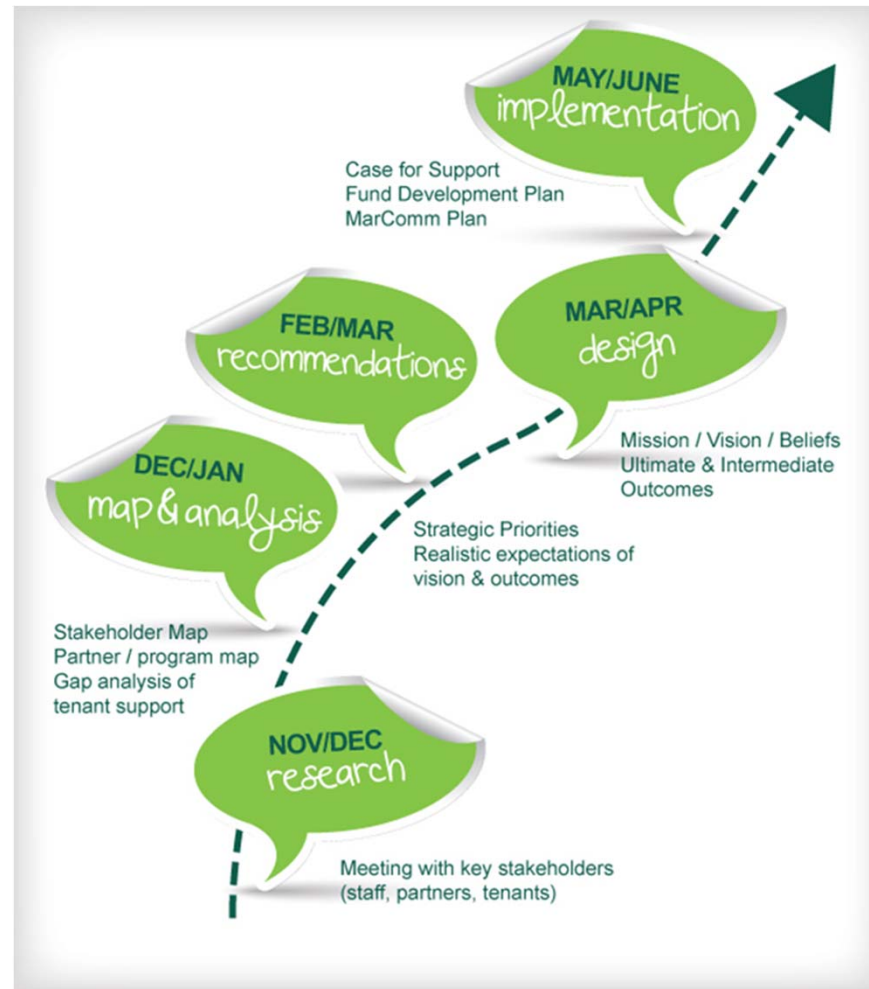 MAY/JUNE
implementation
Case for Support
Fund Development Plan
MarComm Plan
FEB/MAR
recommendations
MAR/APR
design
Mission / Vision / Beliefs
Ultimate & Intermediate
Outcomes
DEC/JAN
map & analysis
Strategic Priorities
Realistic expectations of
vision & outcomes
Stakeholder Map
Partner / program map
Gap analysis of
tenant support
NOV/DEC
research
Meeting with key stakeholders
(staff, partners, tenants)